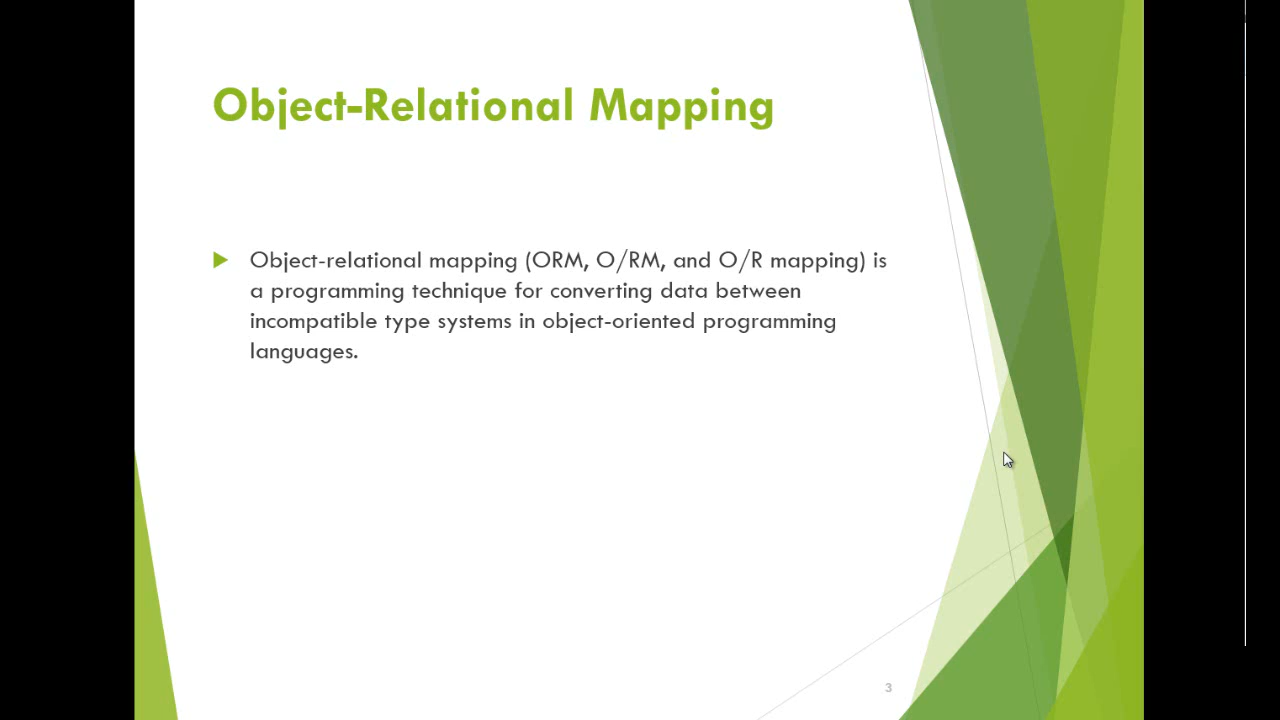 Object-Relational Mapping
Object-relational mapping (ORM, O/RM, and O/R mapping) is
a programming technique for converting data between
incompatible type systems in object-oriented programming
languages.
3